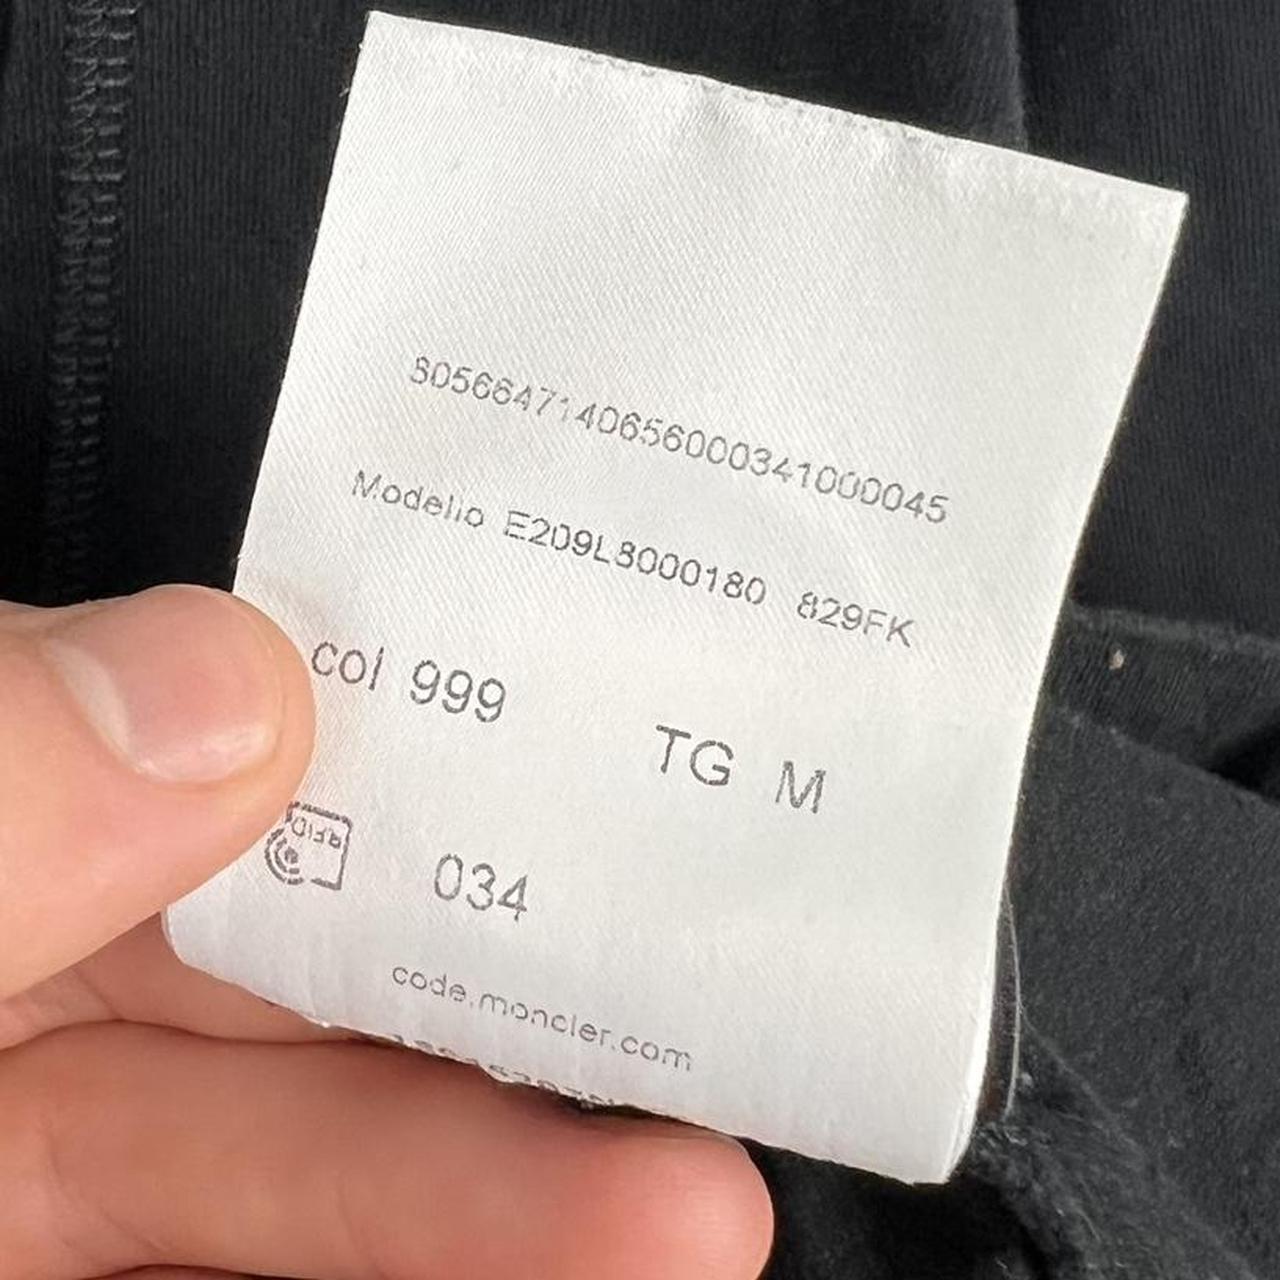 8056647140656000341000045
Modello E209L8000180 829FK
col 999
TG M
RFID
034
code.moncler.com